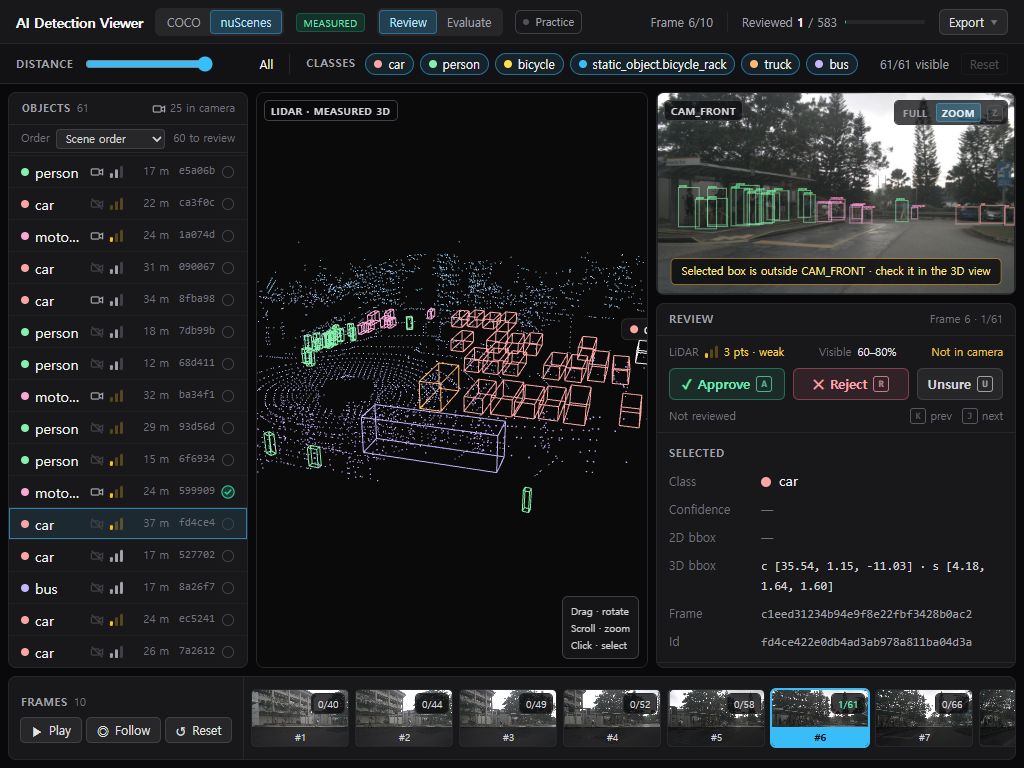 AI Detection Viewer COCO nuScenes MEASURED Review Evaluate Practice Frame 6/10 Reviewed 1 / 583 Export
DISTANCE All CLASSES car person bicycle static_object.bicycle_rack truck bus 61/61 visible Reset
OBJECTS 61 25 in camera
Order Scene order 60 to review
person 17 m e5a06b
car 22 m ca3f0c
moto... 24 m 1a074d
car 31 m 090067
car 34 m 8fba98
person 18 m 7db99b
person 12 m 68d411
moto... 32 m ba34f1
person 29 m 93d56d
person 15 m 6f6934
moto... 24 m 599909
car 37 m fd4ce4
car 17 m 527702
bus 17 m 8a26f7
car 24 m ec5241
car 26 m 7a2612
LIDAR · MEASURED 3D
Drag · rotate
Scroll · zoom
Click · select
CAM_FRONT FULL ZOOM Z
Selected box is outside CAM_FRONT · check it in the 3D view
REVIEW Frame 6 · 1/61
LiDAR 3 pts · weak Visible 60–80% Not in camera
Approve A Reject R Unsure U
Not reviewed K prev J next
SELECTED
Class car
Confidence —
2D bbox —
3D bbox c [35.54, 1.15, -11.03] · s [4.18,
1.64, 1.60]
Frame c1eed31234b94e9f8e22fbf3428b0ac2
Id fd4ce422e0db4ad3ab978a811ba04d3a
FRAMES 10
Play Follow Reset
0/40 0/44 0/49 0/52 0/58 1/61 0/66
#1 #2 #3 #4 #5 #6 #7